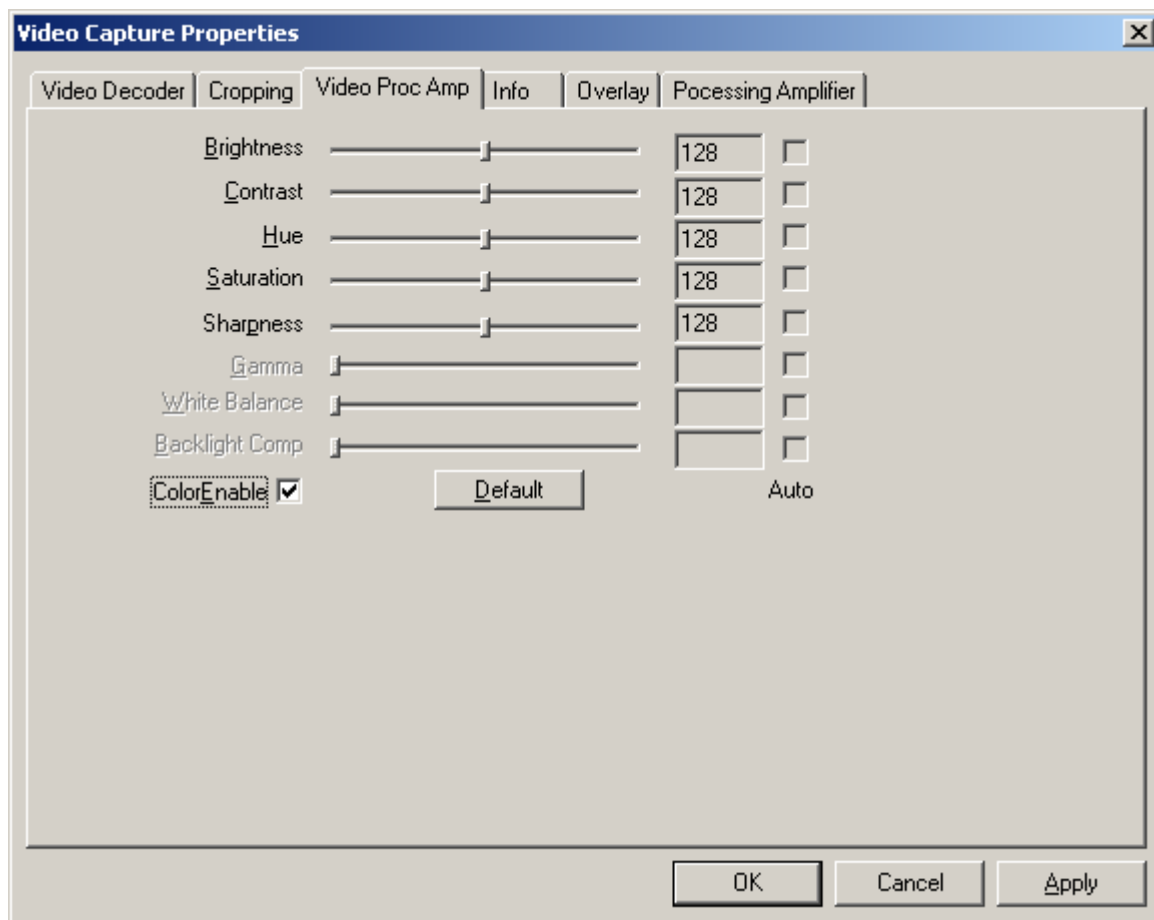 Video Capture Properties
Video Decoder Cropping Video Proc Amp Info Overlay Pocessing Amplifier
Brightness 128
Contrast 128
Hue 128
Saturation 128
Sharpness 128
Gamma
White Balance
Backlight Comp
ColorEnable Default Auto
OK Cancel Apply